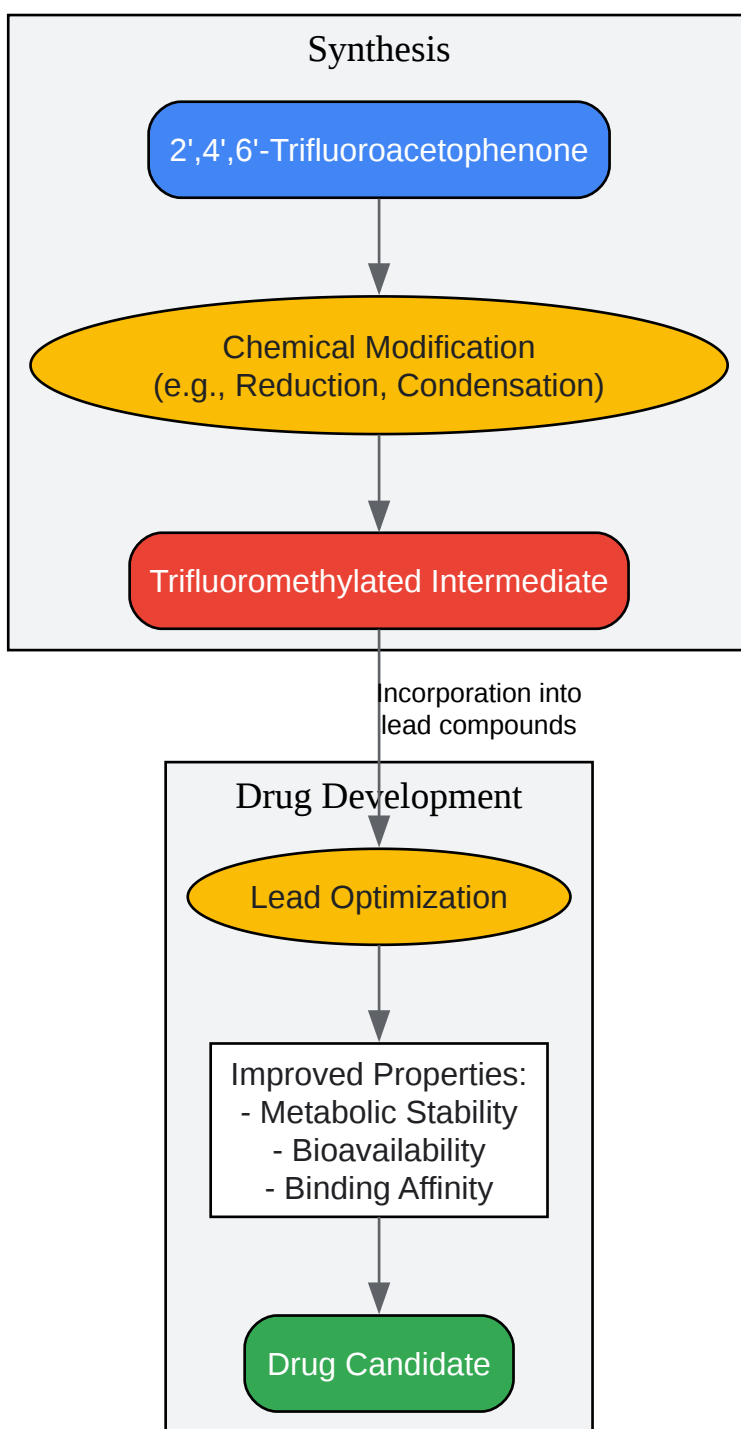 Synthesis
2',4',6'-Trifluoroacetophenone
Chemical Modification
(e.g., Reduction, Condensation)
Trifluoromethylated Intermediate
Incorporation into
lead compounds
Drug Development
Lead Optimization
Improved Properties:
- Metabolic Stability
- Bioavailability
- Binding Affinity
Drug Candidate